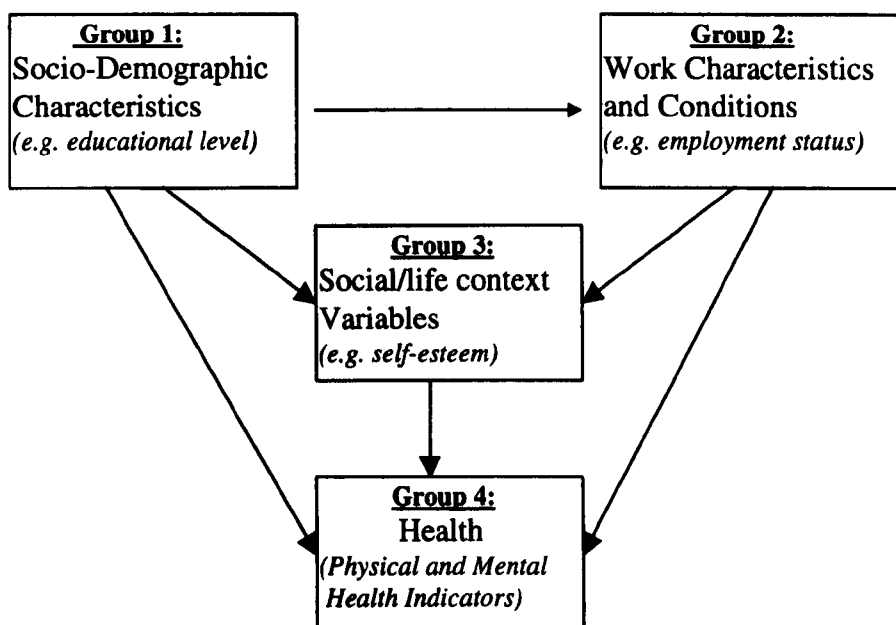 Group 1:
Socio-Demographic
Characteristics
(e.g. educational level)
Group 2:
Work Characteristics
and Conditions
(e.g. employment status)
Group 3:
Social/life context
Variables
(e.g. self-esteem)
Group 4:
Health
(Physical and Mental
Health Indicators)